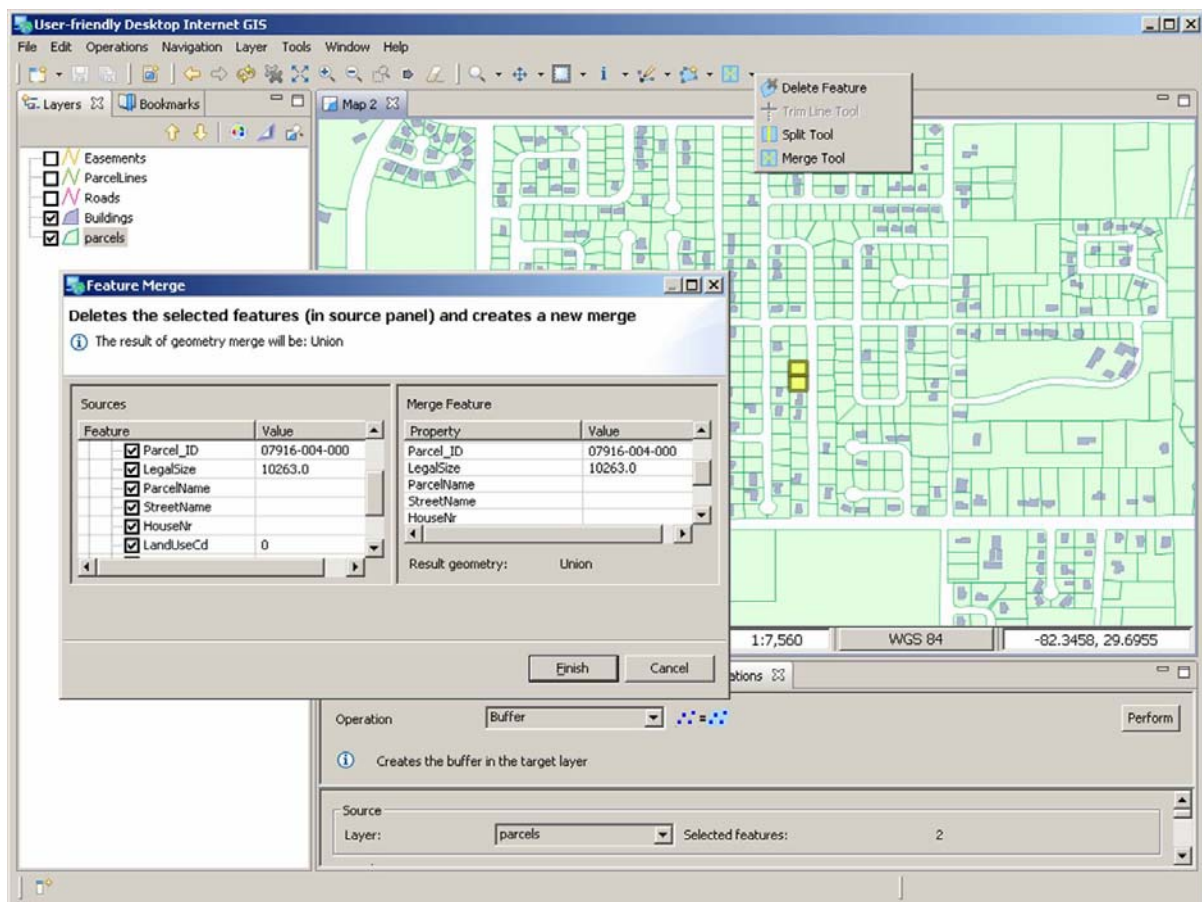 User-friendly Desktop Internet GIS
File Edit Operations Navigation Layer Tools Window Help
Layers Bookmarks
Map 2
Delete Feature
Trim Line Tool
Split Tool
Merge Tool
Easements
ParcelLines
Roads
Buildings
parcels
Feature Merge
Deletes the selected features (in source panel) and creates a new merge
The result of geometry merge will be: Union
Sources
Feature Value
Parcel_ID 07916-004-000
LegalSize 10263.0
ParcelName
StreetName
HouseNr
LandUseCd 0
Merge Feature
Property Value
Parcel_ID 07916-004-000
LegalSize 10263.0
ParcelName
StreetName
HouseNr
Result geometry: Union
Finish Cancel
1:7,560 WGS 84 -82.3458, 29.6955
ations
Operation Buffer Perform
Creates the buffer in the target layer
Source
Layer: parcels Selected features: 2